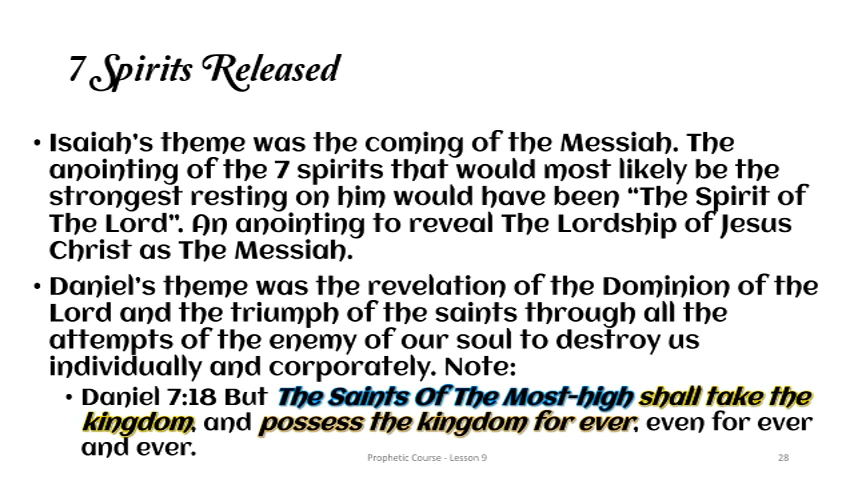 7 Spirits Released
• Isaiah's theme was the coming of the Messiah. The
anointing of the 7 spirits that would most likely be the
strongest resting on him would have been “The Spirit of
The Lord”. An anointing to reveal The Lordship of Jesus
Christ as The Messiah.
• Daniel's theme was the revelation of the Dominion of the
Lord and the triumph of the saints through all the
attempts of the enemy of our soul to destroy us
individually and corporately. Note:
• Daniel 7:18 But The Saints Of The Most-high shall take the
kingdom, and possess the kingdom for ever, even for ever
and ever.
Prophetic Course - Lesson 9 28